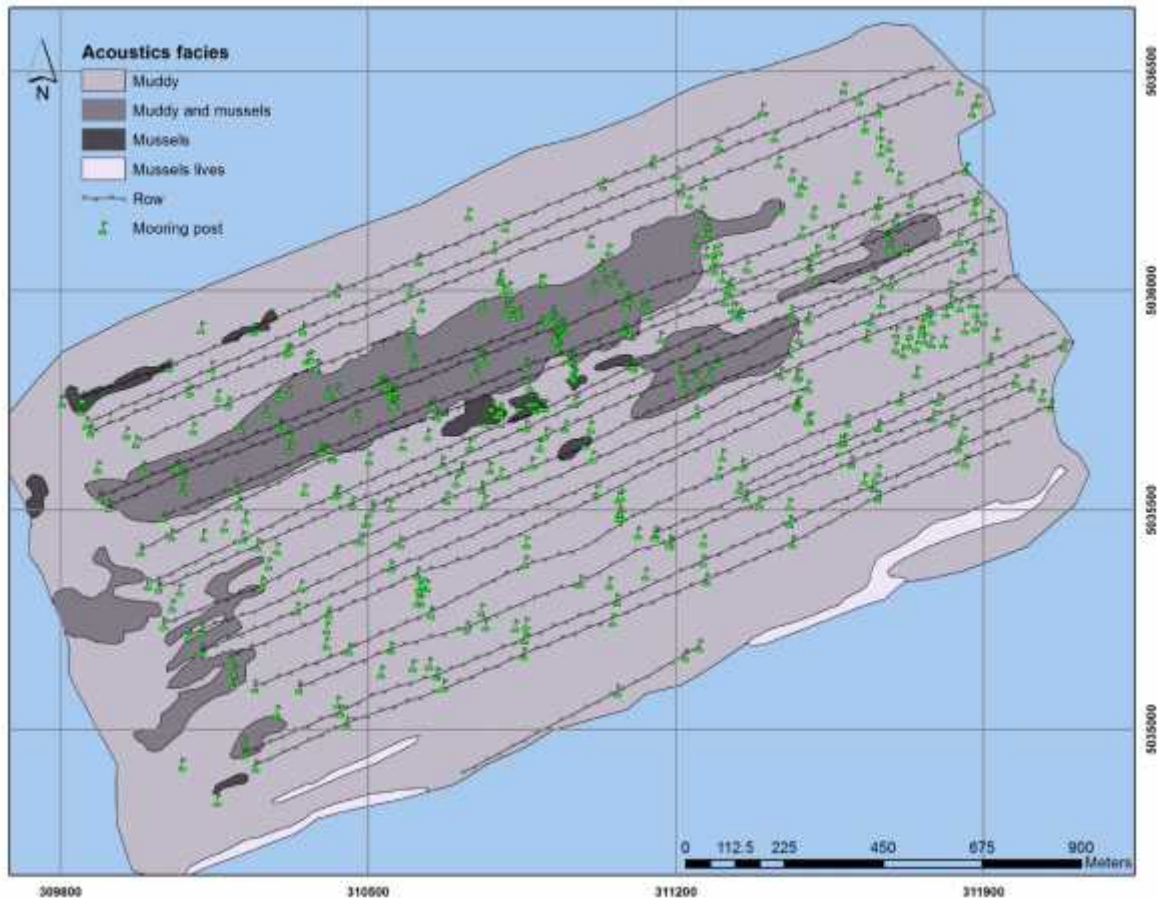 Acoustics facies
Muddy
Muddy and mussels
Mussels
Mussels lives
Row
Mooring post
N
5036500
5036000
5035500
5035000
0 112.5 225 450 675 900
Meters
309800 310500 311200 311900